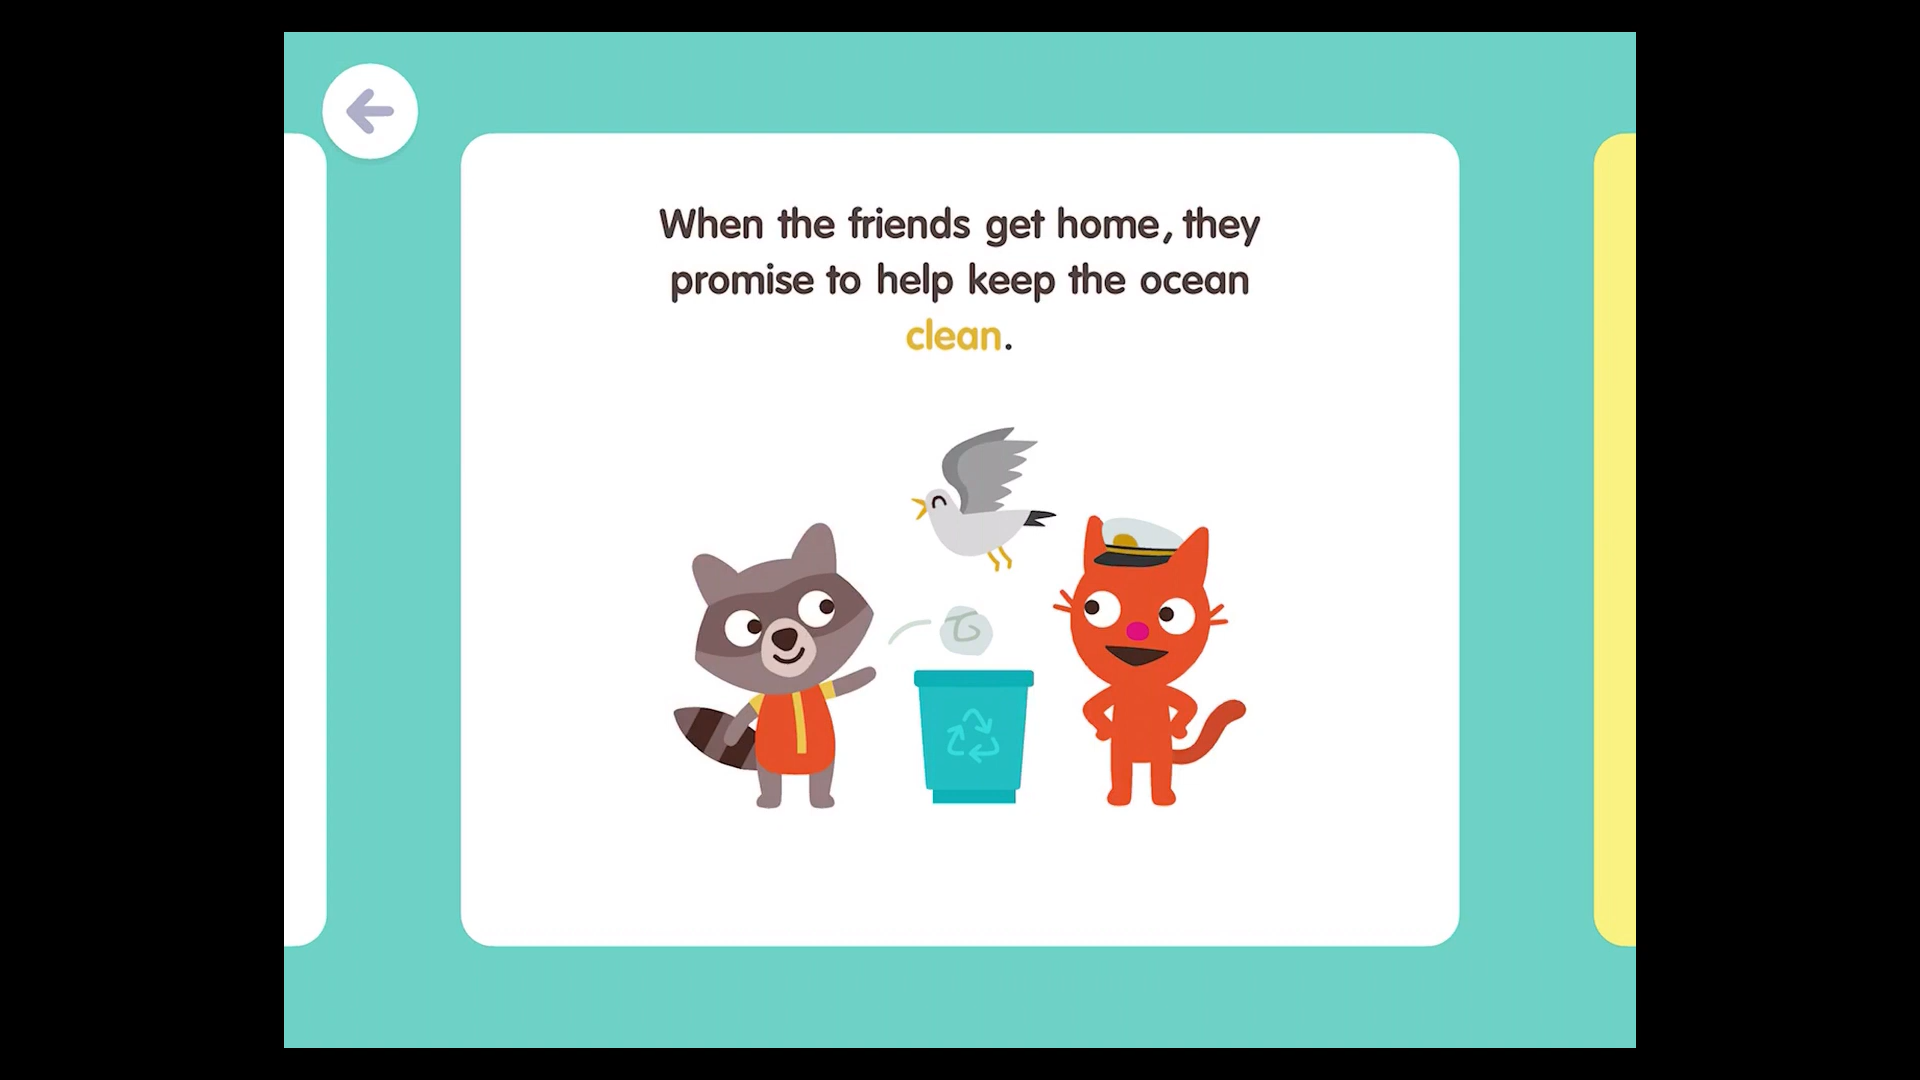 When the friends get home, they
promise to help keep the ocean
clean.